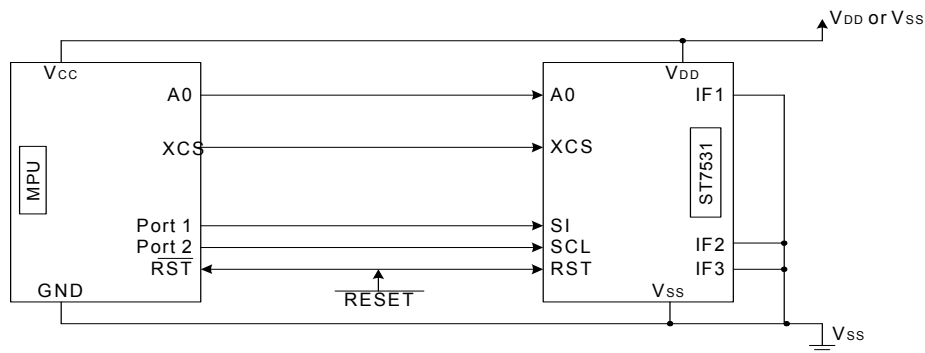 VDD or VSS
VCC
VDD
A0
A0
IF1
XCS
XCS
MPU
ST7531
Port 1
SI
Port 2
SCL
IF2
RST
RST
IF3
GND
RESET
VSS
VSS